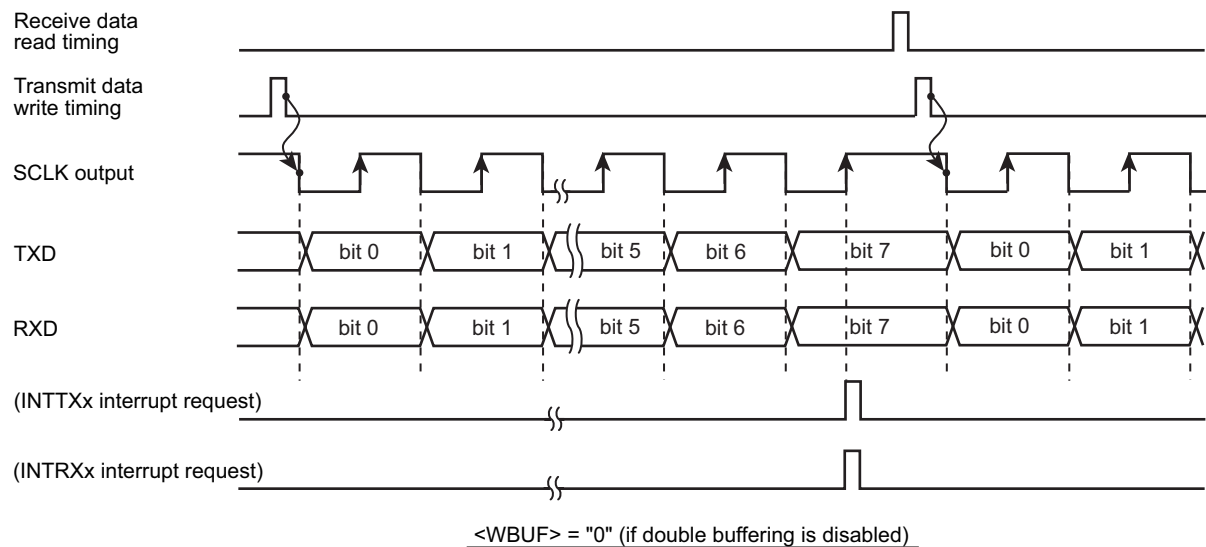 Receive data
read timing
Transmit data
write timing
SCLK output
TXD
bit 0
bit 1
bit 5
bit 6
bit 7
bit 0
bit 1
RXD
bit 0
bit 1
bit 5
bit 6
bit 7
bit 0
bit 1
(INTTXx interrupt request)
(INTRXx interrupt request)
<WBUF> = "0" (if double buffering is disabled)